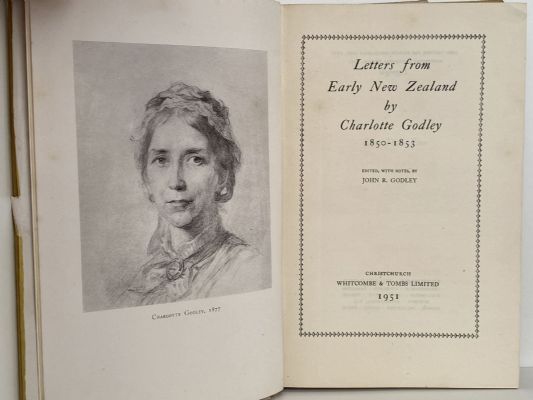 Charlotte Godley, 1877
Letters from
Early New Zealand
by
Charlotte Godley
1850-1853
EDITED, WITH NOTES, BY
JOHN R. GODLEY
CHRISTCHURCH
WHITCOMBE & TOMBS LIMITED
1951